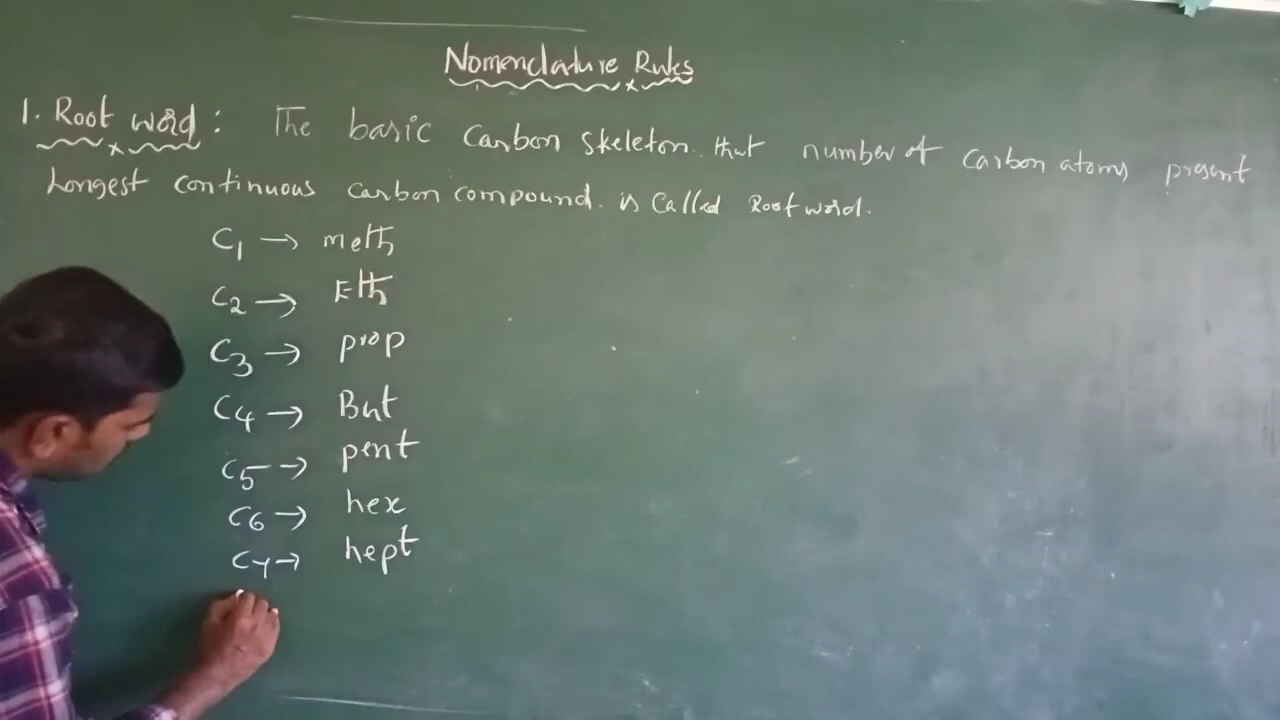 Nomenclature Rules
1. Root word : The basic Carbon Skeleton. that number of Carbon atoms present
Longest continuous carbon compound. is Called Root word.
C1 → meth
C2 → Eth
C3 → prop
C4 → But
C5 → pent
C6 → hex
C7 → hept